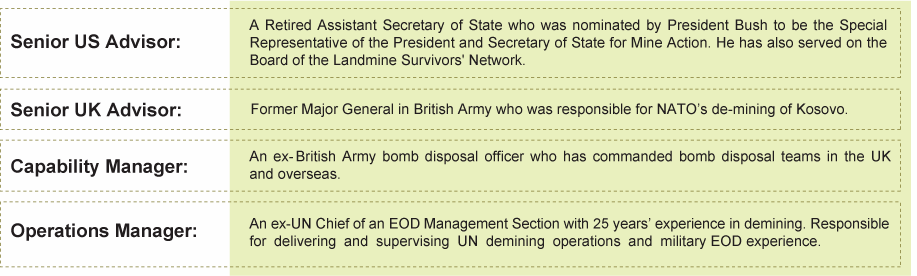 Senior US Advisor:
A Retired Assistant Secretary of State who was nominated by President Bush to be the Special
Representative of the President and Secretary of State for Mine Action. He has also served on the
Board of the Landmine Survivors' Network.
Senior UK Advisor:
Former Major General in British Army who was responsible for NATO's de-mining of Kosovo.
Capability Manager:
An ex-British Army bomb disposal officer who has commanded bomb disposal teams in the UK
and overseas.
Operations Manager:
An ex-UN Chief of an EOD Management Section with 25 years' experience in demining. Responsible
for delivering and supervising UN demining operations and military EOD experience.